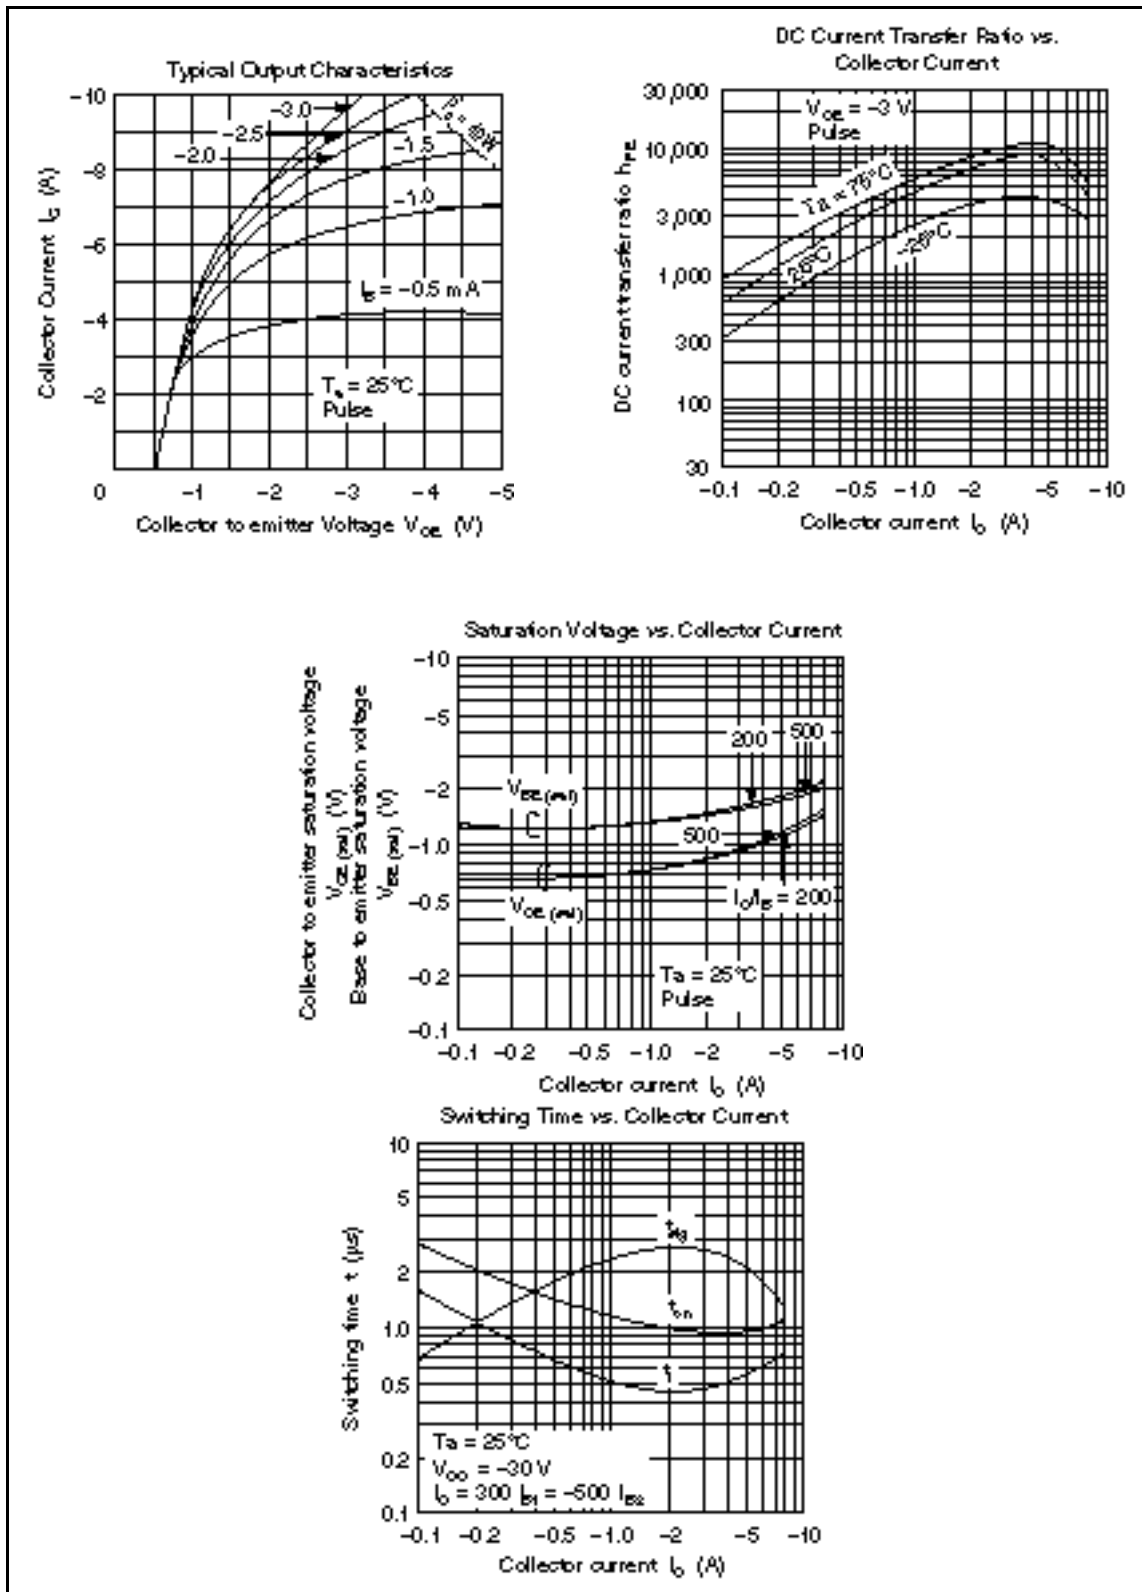 Typical Output Characteristics
−10
−8
−6
−4
−2
0
−1
−2
−3
−4
−5
−3.0
−2.5
−2.0
−1.5
−1.0
I_B = −0.5 mA
T_a = 25°C
Pulse
Collector Current I_C (A)
Collector to emitter Voltage V_CE (V)
DC Current Transfer Ratio vs.
Collector Current
30,000
10,000
3,000
1,000
300
100
30
V_CE = −3 V
Pulse
Ta = 75°C
25°C
−25°C
DC current transfer ratio h_FE
−0.1
−0.2
−0.5
−1.0
−2
−5
−10
Collector current I_C (A)
Saturation Voltage vs. Collector Current
Collector to emitter saturation voltage
V_CE (sat) (V)
Base to emitter saturation voltage
V_BE (sat) (V)
−10
−5
−2
−1.0
−0.5
−0.2
−0.1
200
500
V_BE (sat)
500
I_C/I_B = 200
V_CE (sat)
Ta = 25°C
Pulse
−0.1
−0.2
−0.5
−1.0
−2
−5
−10
Collector current I_C (A)
Switching Time vs. Collector Current
Switching time t (µs)
10
5
2
1.0
0.5
0.2
0.1
t_stg
t_on
t_f
Ta = 25°C
V_CC = −30 V
I_C = 300 I_B1 = −500 I_B2
−0.1
−0.2
−0.5
−1.0
−2
−5
−10
Collector current I_C (A)